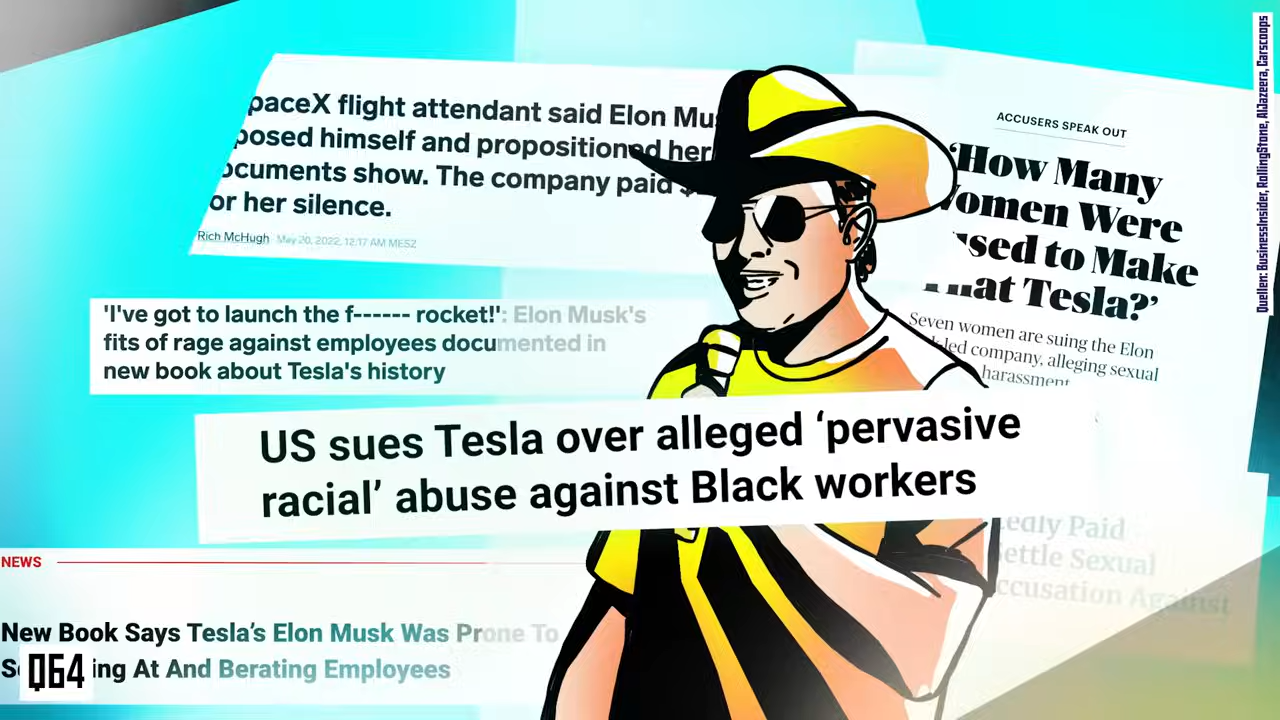 paceX flight attendant said Elon Mus
posed himself and propositioned her
ocuments show. The company paid $
or her silence.
Rich McHugh May 20, 2022, 12:17 AM MESZ
ACCUSERS SPEAK OUT
‘How Many
Women Were
used to Make
That Tesla?’
Seven women are suing the Elon
k-led company, alleging sexual
harassment
'I've got to launch the f------ rocket!': Elon Musk's
fits of rage against employees documented in
new book about Tesla's history
US sues Tesla over alleged ‘pervasive
racial’ abuse against Black workers
edly Paid
Settle Sexual
ccusation Against
NEWS
New Book Says Tesla’s Elon Musk Was Prone To
ing At And Berating Employees
Q64
Quellen: BusinessInsider, RollingStone, AlJazeera, Carscoops